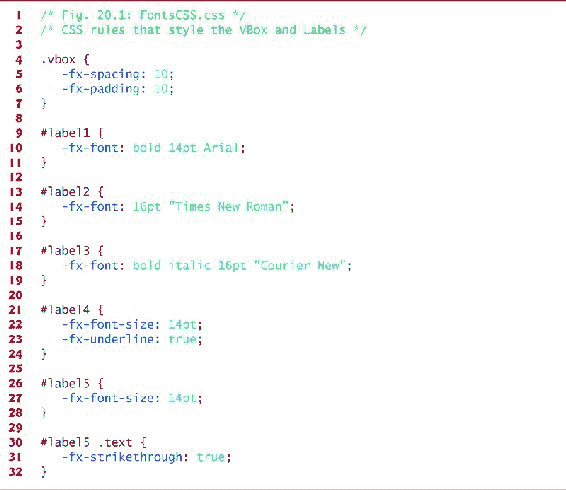 1 /* Fig. 20.1: FontsCSS.css */
2 /* CSS rules that style the VBox and Labels */
3
4 .vbox {
5 -fx-spacing: 10;
6 -fx-padding: 10;
7 }
8
9 #label1 {
10 -fx-font: bold 14pt Arial;
11 }
12
13 #label2 {
14 -fx-font: 16pt "Times New Roman";
15 }
16
17 #label3 {
18 -fx-font: bold italic 16pt "Courier New";
19 }
20
21 #label4 {
22 -fx-font-size: 14pt;
23 -fx-underline: true;
24 }
25
26 #label5 {
27 -fx-font-size: 14pt;
28 }
29
30 #label5 .text {
31 -fx-strikethrough: true;
32 }